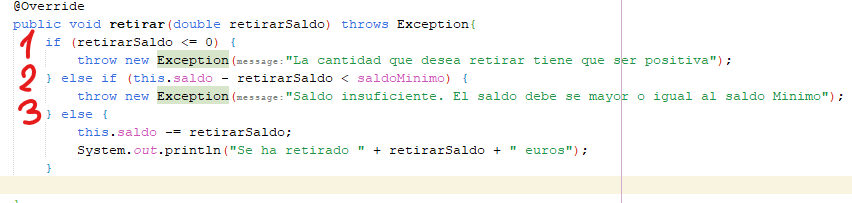 @Override
public void retirar(double retirarSaldo) throws Exception{
1 if (retirarSaldo <= 0) {
throw new Exception(message:"La cantidad que desea retirar tiene que ser positiva");
2 } else if (this.saldo - retirarSaldo < saldoMinimo) {
throw new Exception(message:"Saldo insuficiente. El saldo debe se mayor o igual al saldo Minimo");
3 } else {
this.saldo -= retirarSaldo;
System.out.println("Se ha retirado " + retirarSaldo + " euros");
}